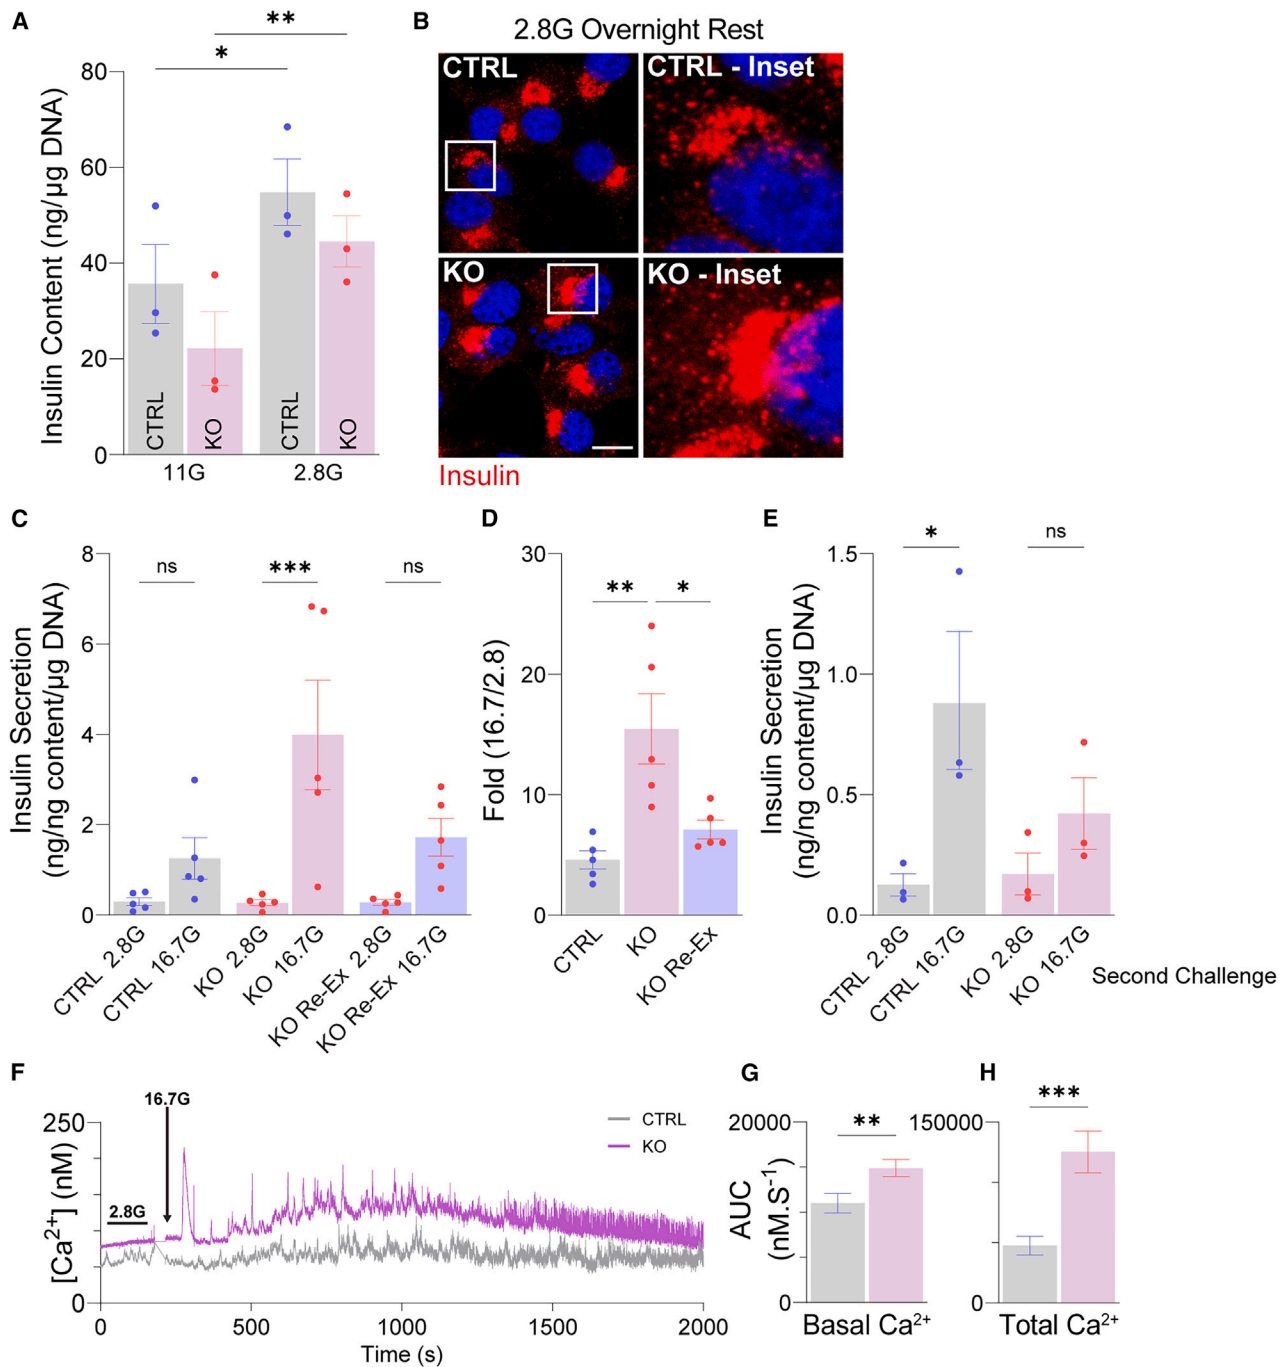 A
**
*
Insulin Content (ng/µg DNA)
80
60
40
20
0
CTRL
KO
CTRL
KO
11G
2.8G
B
2.8G Overnight Rest
CTRL
CTRL - Inset
KO
KO - Inset
Insulin
C
Insulin Secretion
(ng/ng content/µg DNA)
8
6
4
2
0
ns
***
ns
CTRL 2.8G
CTRL 16.7G
KO 2.8G
KO 16.7G
KO Re-Ex 2.8G
KO Re-Ex 16.7G
D
Fold (16.7/2.8)
30
20
10
0
**
*
CTRL
KO
KO Re-Ex
E
Insulin Secretion
(ng/ng content/µg DNA)
1.5
1.0
0.5
0.0
*
ns
CTRL 2.8G
CTRL 16.7G
KO 2.8G
KO 16.7G
Second Challenge
F
[Ca²⁺] (nM)
250
0
16.7G
2.8G
CTRL
KO
0
500
1000
1500
2000
Time (s)
G
AUC
(nM.S⁻¹)
20000
0
**
Basal Ca²⁺
H
150000
0
***
Total Ca²⁺